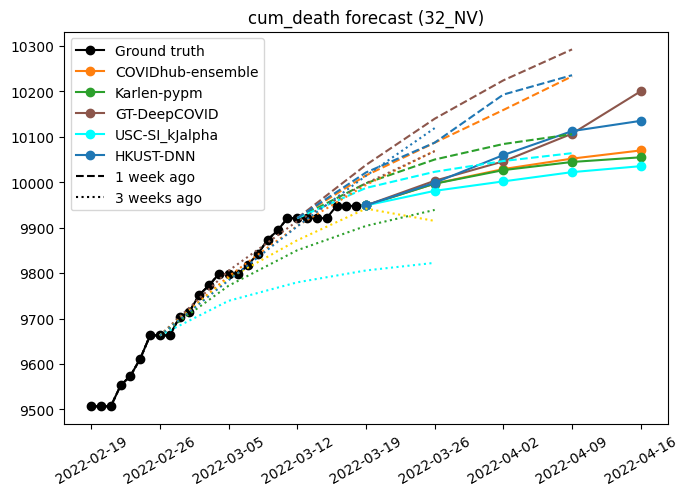 cum_death forecast (32_NV)
10300
10200
10100
10000
9900
9800
9700
9600
9500
Ground truth
COVIDhub-ensemble
Karlen-pypm
GT-DeepCOVID
USC-SI_kJalpha
HKUST-DNN
1 week ago
3 weeks ago
2022-02-19
2022-02-26
2022-03-05
2022-03-12
2022-03-19
2022-03-26
2022-04-02
2022-04-09
2022-04-16